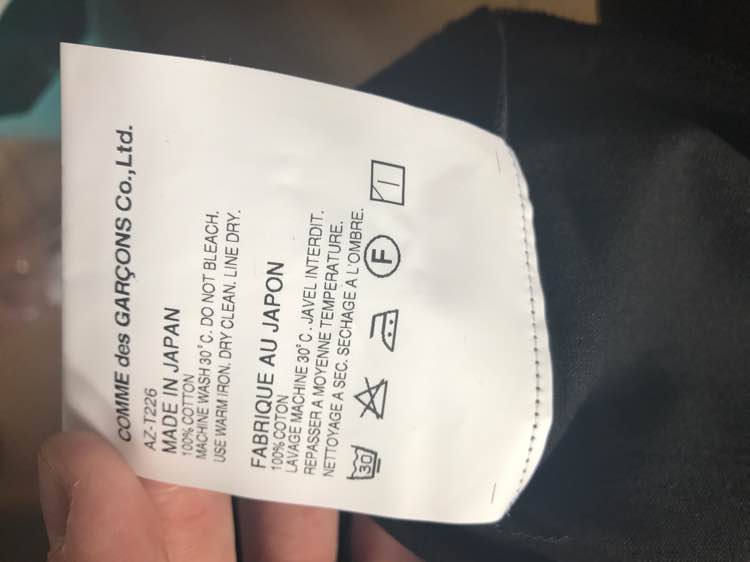 COMME des GARÇONS Co.,Ltd.
AZ-T226
MADE IN JAPAN
100% COTTON
MACHINE WASH 30°C. DO NOT BLEACH.
USE WARM IRON. DRY CLEAN. LINE DRY.
FABRIQUE AU JAPON
100% COTON
LAVAGE MACHINE 30°C. JAVEL INTERDIT.
REPASSER A MOYENNE TEMPERATURE.
NETTOYAGE A SEC. SECHAGE A L'OMBRE.
30 F